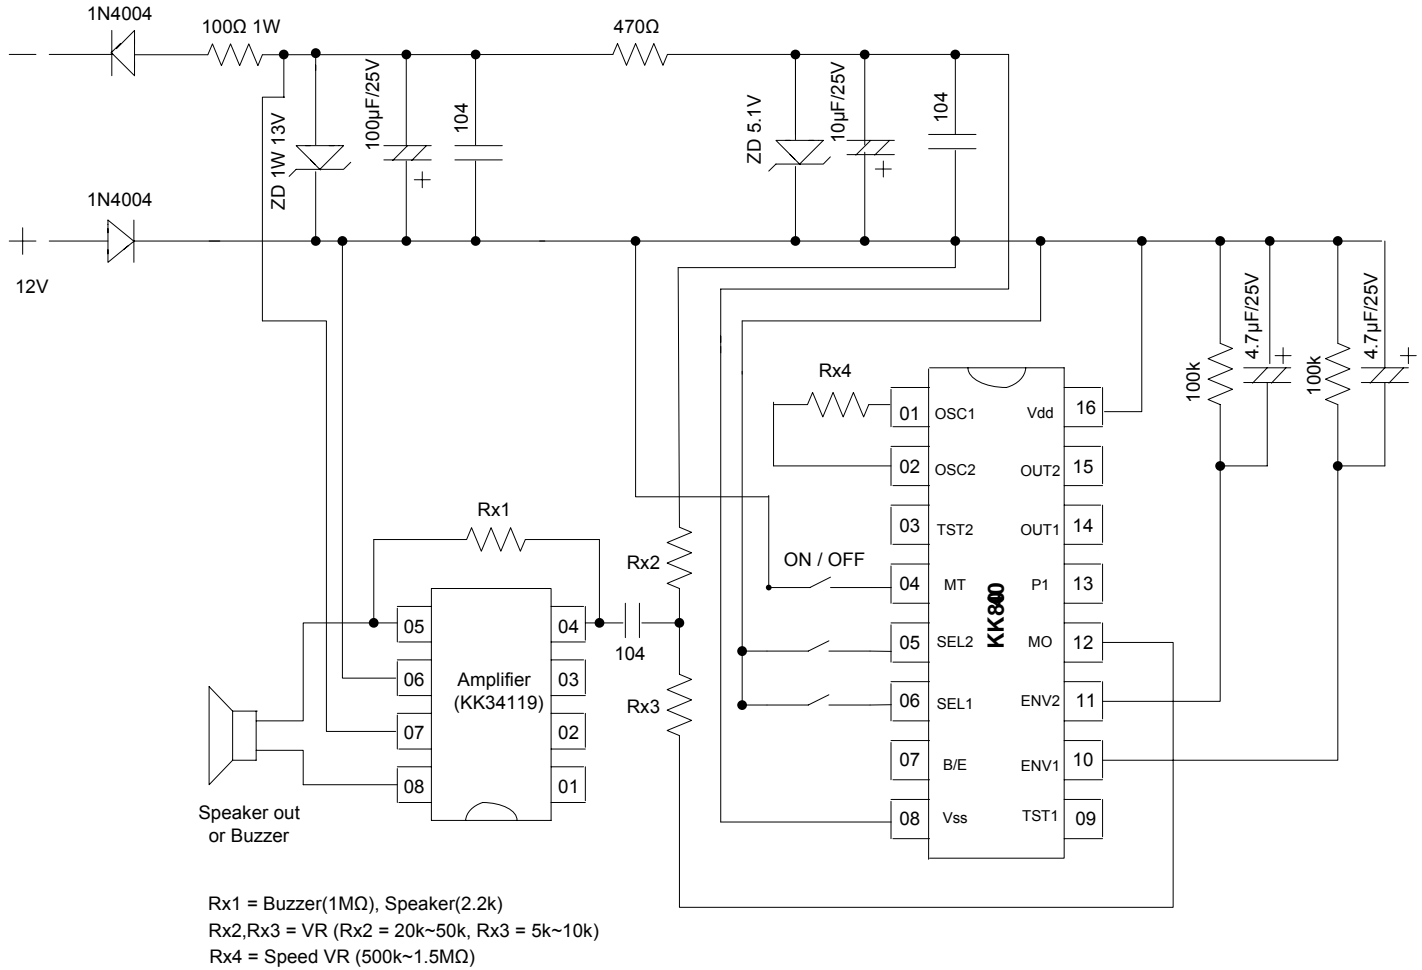 1N4004
100Ω 1W
470Ω
ZD 1W 13V
100µF/25V
104
ZD 5.1V
10µF/25V
104
1N4004
12V
100k
4.7µF/25V
100k
4.7µF/25V
Rx4
01 OSC1 Vdd 16
02 OSC2 OUT2 15
03 TST2 OUT1 14
ON / OFF
04 MT P1 13
05 SEL2 MO 12
06 SEL1 ENV2 11
07 B/E ENV1 10
08 Vss TST1 09
Rx1
Rx2
104
Rx3
05 04
06 Amplifier 03
(KK34119)
07 02
08 01
Speaker out
or Buzzer
Rx1 = Buzzer(1MΩ), Speaker(2.2k)
Rx2,Rx3 = VR (Rx2 = 20k~50k, Rx3 = 5k~10k)
Rx4 = Speed VR (500k~1.5MΩ)